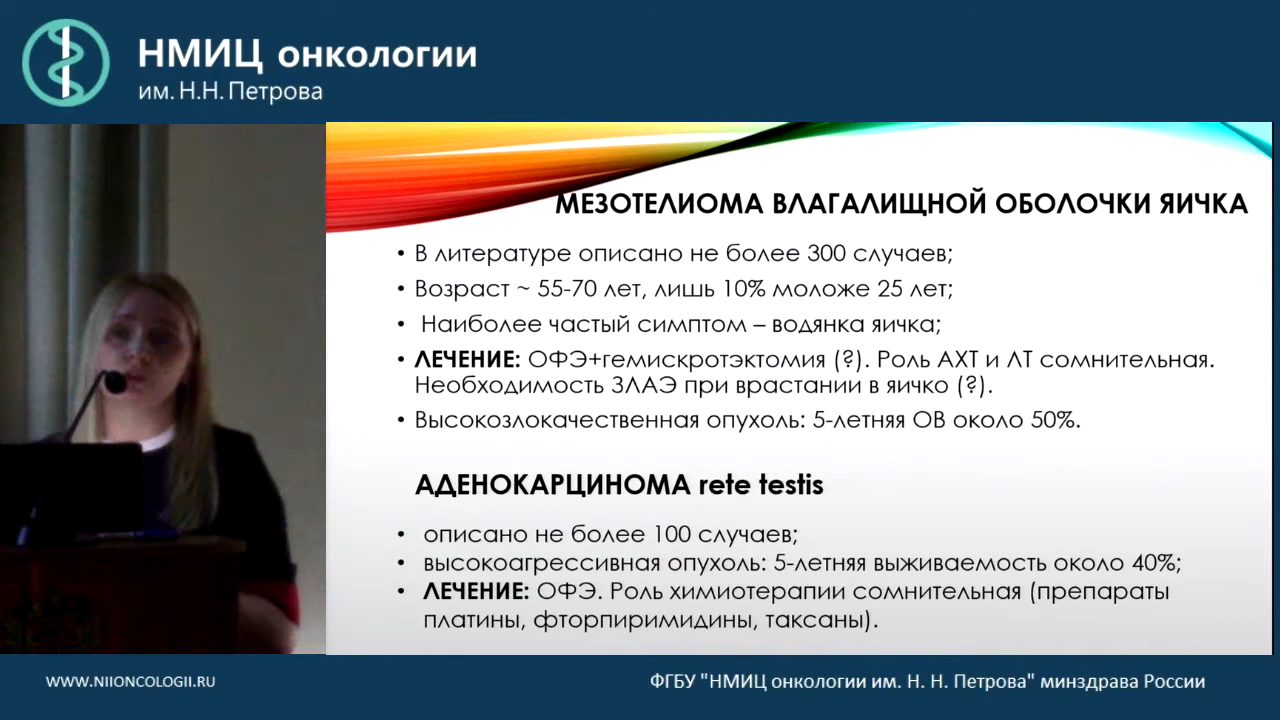 НМИЦ онкологии
им. Н.Н. Петрова
МЕЗОТЕЛИОМА ВЛАГАЛИЩНОЙ ОБОЛОЧКИ ЯИЧКА
• В литературе описано не более 300 случаев;
• Возраст ~ 55-70 лет, лишь 10% моложе 25 лет;
• Наиболее частый симптом – водянка яичка;
• ЛЕЧЕНИЕ: ОФЭ+гемискротэктомия (?). Роль АХТ и ЛТ сомнительная.
Необходимость ЗЛАЭ при врастании в яичко (?).
• Высокозлокачественная опухоль: 5-летняя ОВ около 50%.
АДЕНОКАРЦИНОМА rete testis
• описано не более 100 случаев;
• высокоагрессивная опухоль: 5-летняя выживаемость около 40%;
• ЛЕЧЕНИЕ: ОФЭ. Роль химиотерапии сомнительная (препараты
платины, фторпиримидины, таксаны).
WWW.NIIONCOLOGII.RU
ФГБУ "НМИЦ онкологии им. Н. Н. Петрова" минздрава России